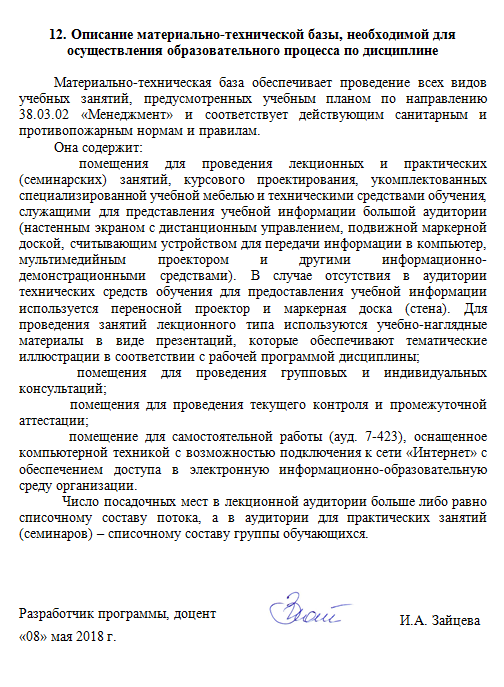 12. Описание материально-технической базы, необходимой для
осуществления образовательного процесса по дисциплине
Материально-техническая база обеспечивает проведение всех видов
учебных занятий, предусмотренных учебным планом по направлению
38.03.02 «Менеджмент» и соответствует действующим санитарным и
противопожарным нормам и правилам.
Она содержит:
помещения для проведения лекционных и практических
(семинарских) занятий, курсового проектирования, укомплектованных
специализированной учебной мебелью и техническими средствами обучения,
служащими для представления учебной информации большой аудитории
(настенным экраном с дистанционным управлением, подвижной маркерной
доской, считывающим устройством для передачи информации в компьютер,
мультимедийным проектором и другими информационно-
демонстрационными средствами). В случае отсутствия в аудитории
технических средств обучения для предоставления учебной информации
используется переносной проектор и маркерная доска (стена). Для
проведения занятий лекционного типа используются учебно-наглядные
материалы в виде презентаций, которые обеспечивают тематические
иллюстрации в соответствии с рабочей программой дисциплины;
помещения для проведения групповых и индивидуальных
консультаций;
помещения для проведения текущего контроля и промежуточной
аттестации;
помещение для самостоятельной работы (ауд. 7-423), оснащенное
компьютерной техникой с возможностью подключения к сети «Интернет» с
обеспечением доступа в электронную информационно-образовательную
среду организации.
Число посадочных мест в лекционной аудитории больше либо равно
списочному составу потока, а в аудитории для практических занятий
(семинаров) – списочному составу группы обучающихся.
Разработчик программы, доцент
И.А. Зайцева
«08» мая 2018 г.